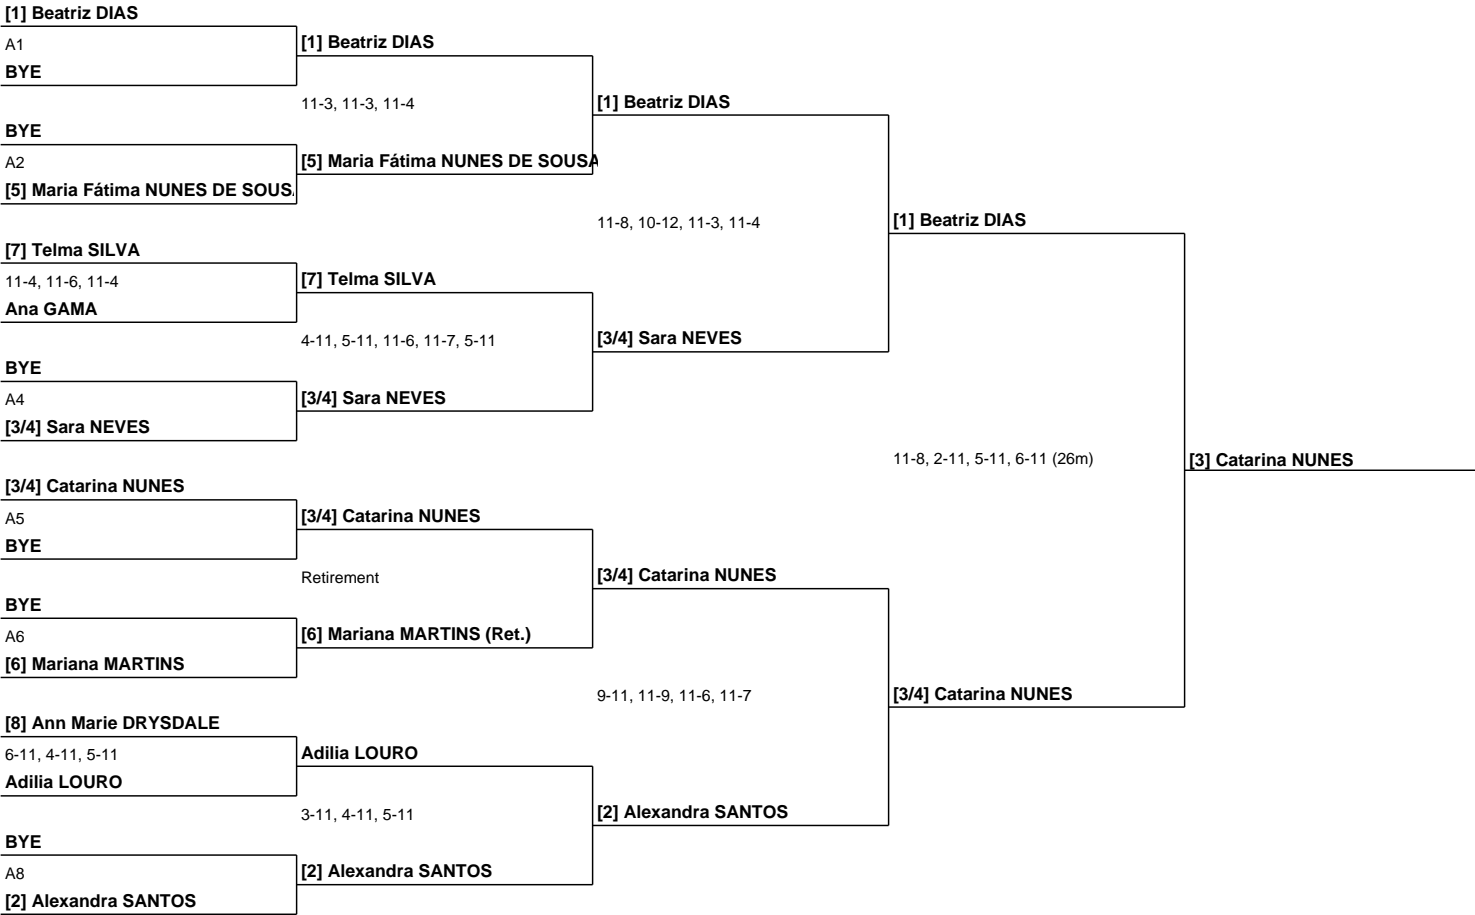 [1] Beatriz DIAS
A1
BYE
BYE
A2
[5] Maria Fátima NUNES DE SOUS
[7] Telma SILVA
11-4, 11-6, 11-4
Ana GAMA
BYE
A4
[3/4] Sara NEVES
[3/4] Catarina NUNES
A5
BYE
BYE
A6
[6] Mariana MARTINS
[8] Ann Marie DRYSDALE
6-11, 4-11, 5-11
Adilia LOURO
BYE
A8
[2] Alexandra SANTOS
[1] Beatriz DIAS
11-3, 11-3, 11-4
[5] Maria Fátima NUNES DE SOUSA
[7] Telma SILVA
4-11, 5-11, 11-6, 11-7, 5-11
[3/4] Sara NEVES
[3/4] Catarina NUNES
Retirement
[6] Mariana MARTINS (Ret.)
Adilia LOURO
3-11, 4-11, 5-11
[2] Alexandra SANTOS
[1] Beatriz DIAS
11-8, 10-12, 11-3, 11-4
[3/4] Sara NEVES
[3/4] Catarina NUNES
9-11, 11-9, 11-6, 11-7
[2] Alexandra SANTOS
[1] Beatriz DIAS
11-8, 2-11, 5-11, 6-11 (26m)
[3/4] Catarina NUNES
[3] Catarina NUNES